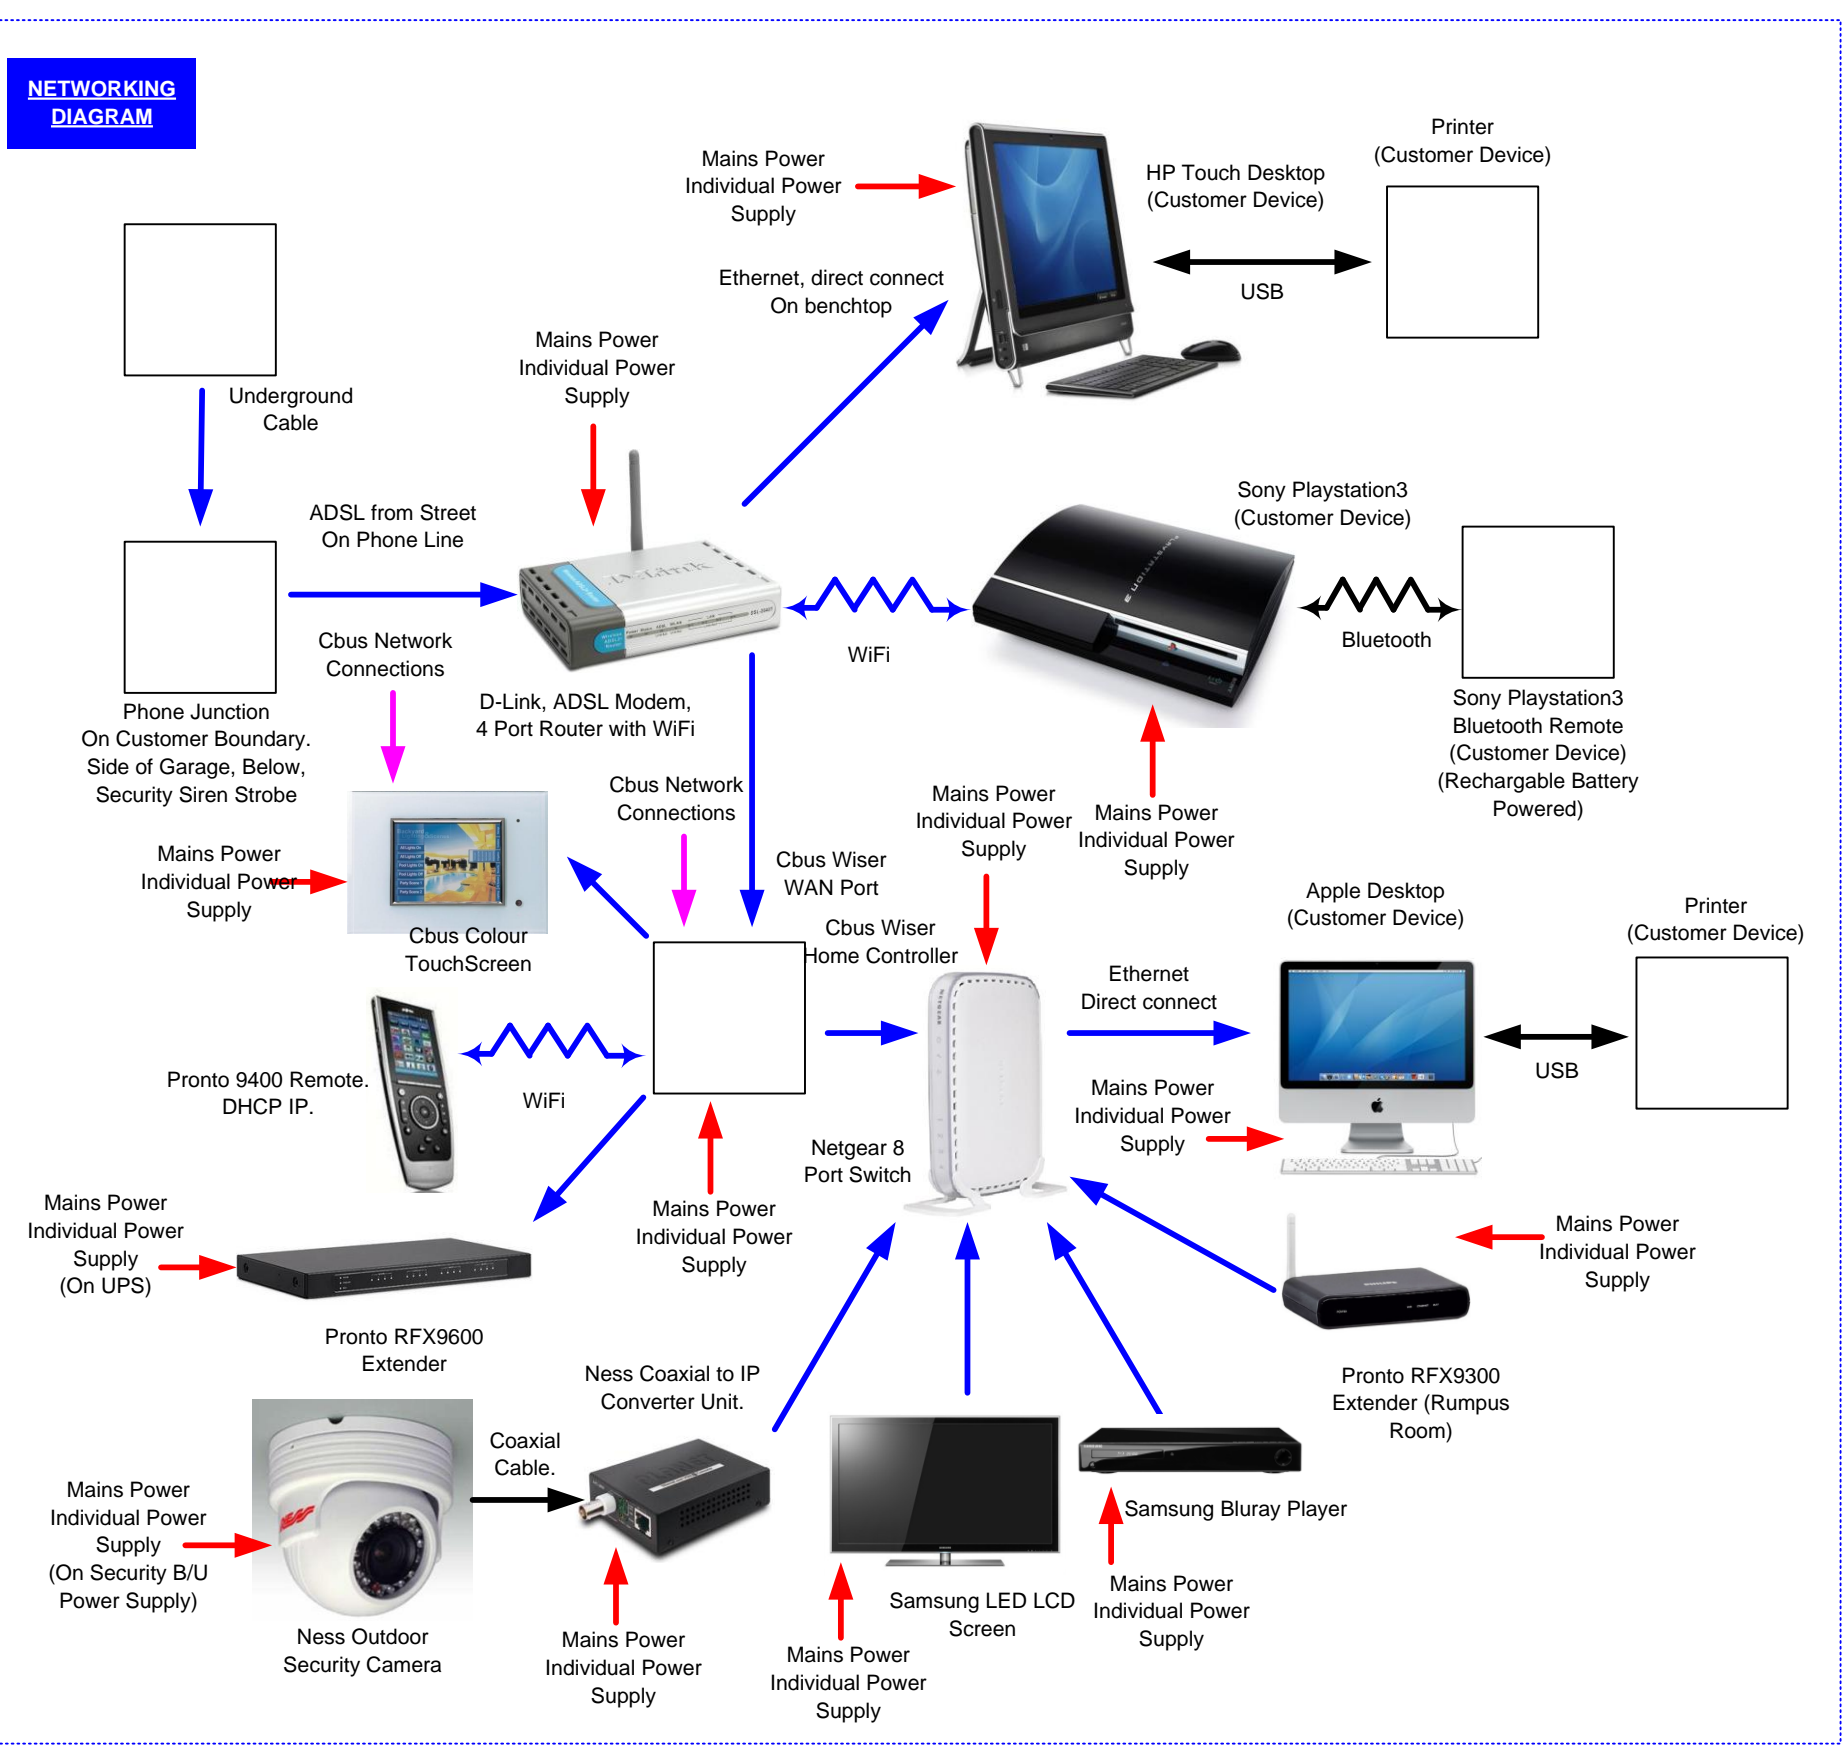 NETWORKING
DIAGRAM
Mains Power
Individual Power
Supply
HP Touch Desktop
(Customer Device)
Printer
(Customer Device)
Ethernet, direct connect
On benchtop
USB
Mains Power
Individual Power
Supply
Underground
Cable
ADSL from Street
On Phone Line
D-Link
Sony Playstation3
(Customer Device)
PLAYSTATION 3
WiFi
Bluetooth
Cbus Network
Connections
D-Link, ADSL Modem,
4 Port Router with WiFi
Phone Junction
On Customer Boundary.
Side of Garage, Below,
Security Siren Strobe
Sony Playstation3
Bluetooth Remote
(Customer Device)
(Rechargable Battery
Powered)
Cbus Network
Connections
Mains Power
Individual Power
Supply
Mains Power
Individual Power
Supply
Mains Power
Individual Power
Supply
Cbus Wiser
WAN Port
Cbus Colour
TouchScreen
Cbus Wiser
Home Controller
Apple Desktop
(Customer Device)
Printer
(Customer Device)
Ethernet
Direct connect
NETGEAR
USB
Pronto 9400 Remote.
DHCP IP.
WiFi
Netgear 8
Port Switch
Mains Power
Individual Power
Supply
Mains Power
Individual Power
Supply
(On UPS)
Mains Power
Individual Power
Supply
Mains Power
Individual Power
Supply
Pronto RFX9600
Extender
Ness Coaxial to IP
Converter Unit.
Pronto RFX9300
Extender (Rumpus
Room)
Coaxial
Cable.
NESS
Mains Power
Individual Power
Supply
(On Security B/U
Power Supply)
Samsung Bluray Player
Ness Outdoor
Security Camera
Mains Power
Individual Power
Supply
Samsung LED LCD
Screen
Mains Power
Individual Power
Supply
Mains Power
Individual Power
Supply